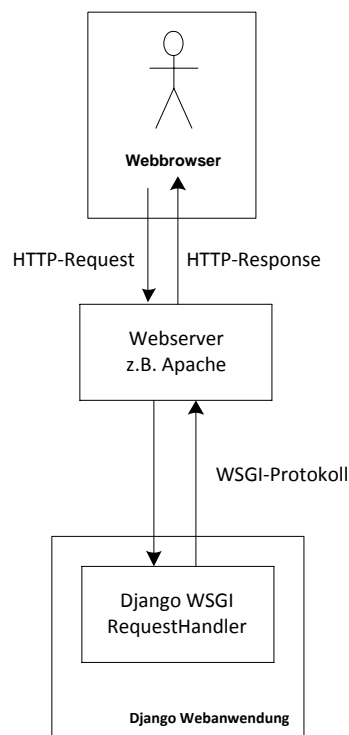 Webbrowser
HTTP-Request
HTTP-Response
Webserver
z.B. Apache
WSGI-Protokoll
Django WSGI
RequestHandler
Django Webanwendung